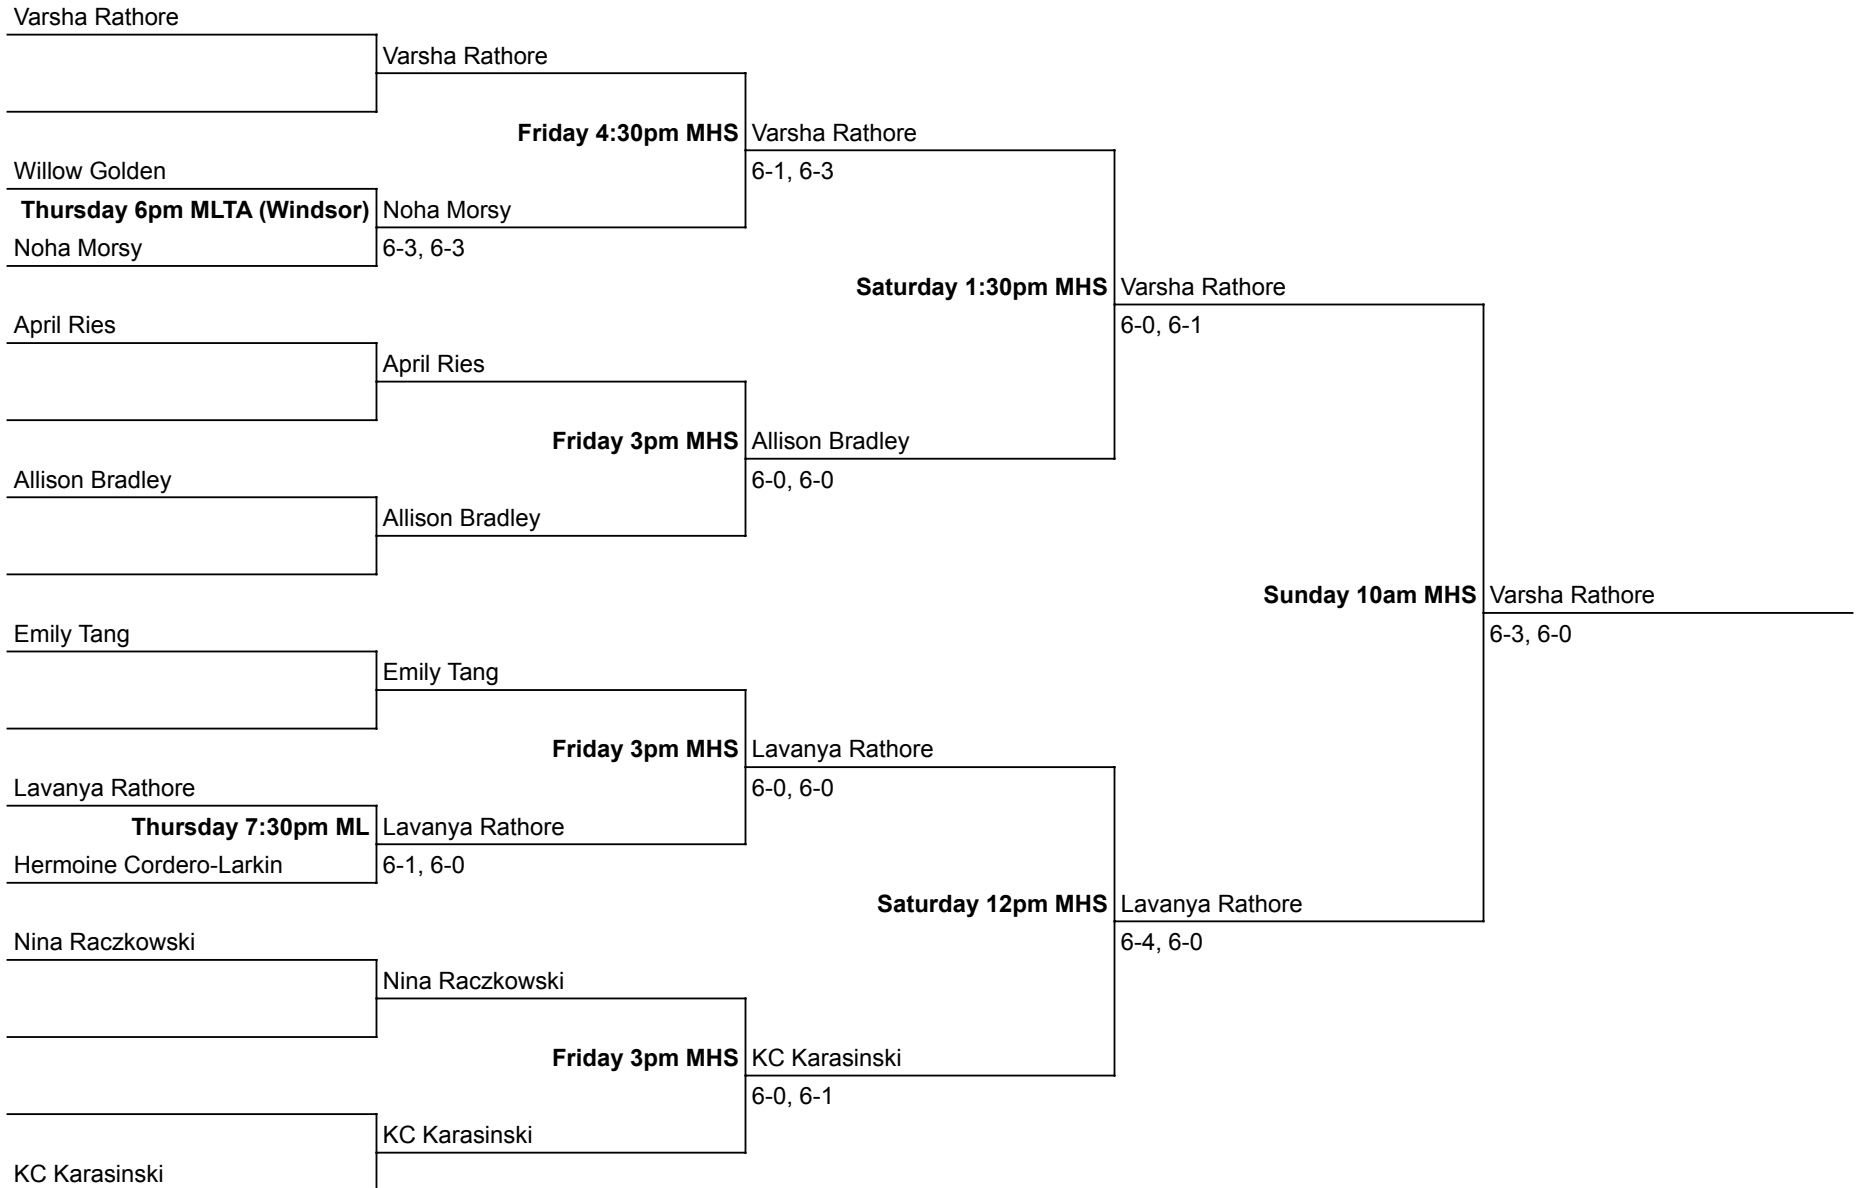 Varsha Rathore
Varsha Rathore
Friday 4:30pm MHS
Varsha Rathore
Willow Golden
6-1, 6-3
Thursday 6pm MLTA (Windsor)
Noha Morsy
Noha Morsy
6-3, 6-3
Saturday 1:30pm MHS
Varsha Rathore
April Ries
6-0, 6-1
April Ries
Friday 3pm MHS
Allison Bradley
Allison Bradley
6-0, 6-0
Allison Bradley
Sunday 10am MHS
Varsha Rathore
Emily Tang
6-3, 6-0
Emily Tang
Friday 3pm MHS
Lavanya Rathore
Lavanya Rathore
6-0, 6-0
Thursday 7:30pm ML
Lavanya Rathore
Hermoine Cordero-Larkin
6-1, 6-0
Saturday 12pm MHS
Lavanya Rathore
Nina Raczkowski
6-4, 6-0
Nina Raczkowski
Friday 3pm MHS
KC Karasinski
6-0, 6-1
KC Karasinski
KC Karasinski